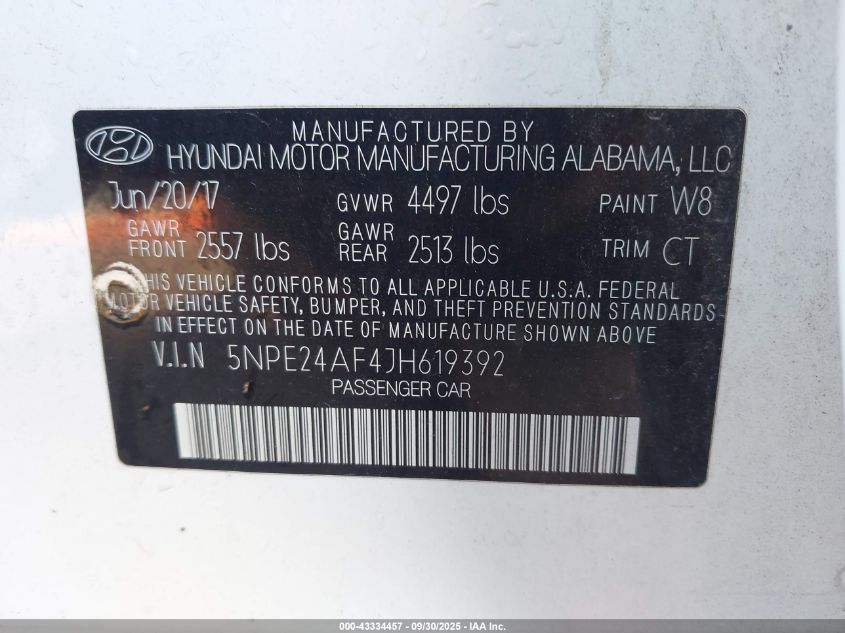 MANUFACTURED BY
HYUNDAI MOTOR MANUFACTURING ALABAMA, LLC
Jun/20/17 GVWR 4497 lbs PAINT W8
GAWR FRONT 2557 lbs GAWR REAR 2513 lbs TRIM CT
THIS VEHICLE CONFORMS TO ALL APPLICABLE U.S.A. FEDERAL
MOTOR VEHICLE SAFETY, BUMPER, AND THEFT PREVENTION STANDARDS
IN EFFECT ON THE DATE OF MANUFACTURE SHOWN ABOVE
V.I.N 5NPE24AF4JH619392
PASSENGER CAR
000-43334457 - 09/30/2025 - IAA Inc.